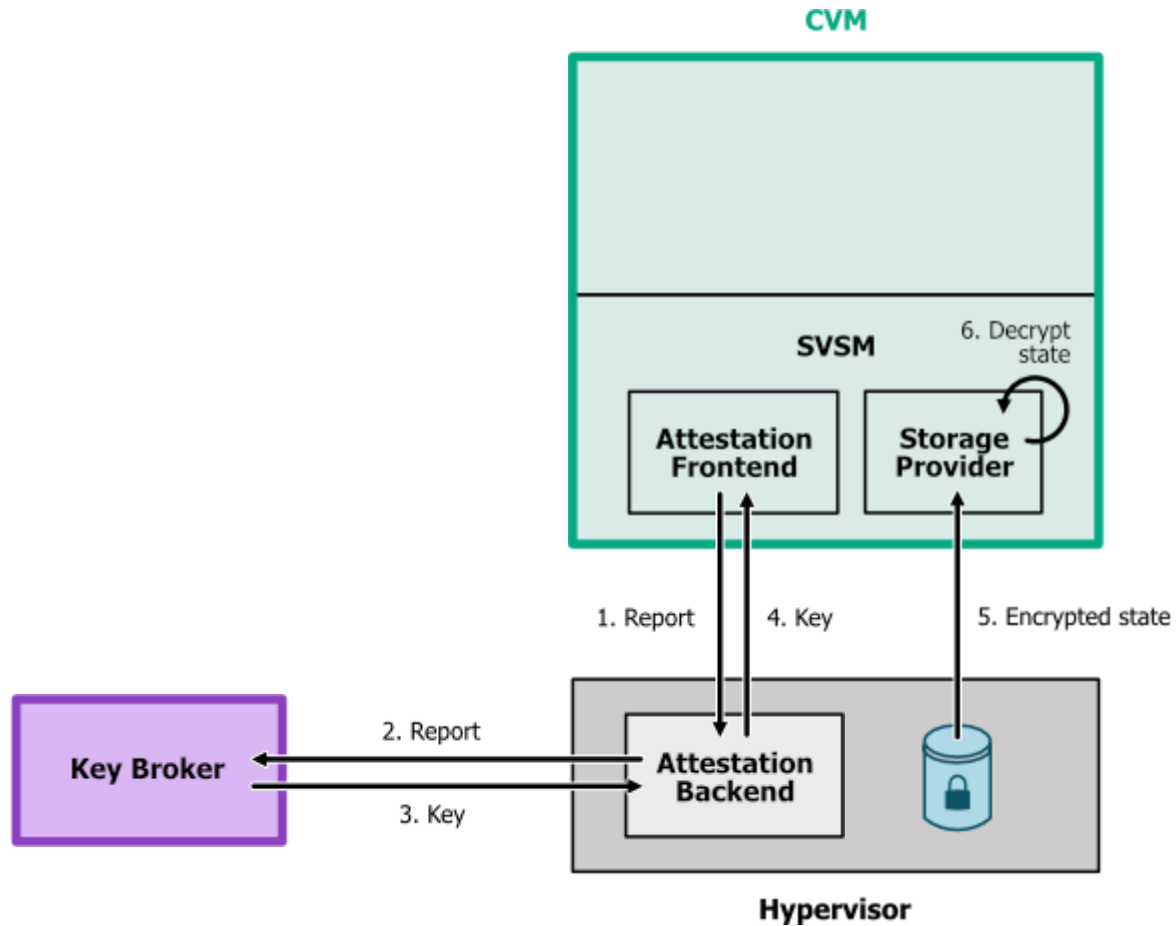 CVM
SVSM
6. Decrypt
state
Attestation
Frontend
Storage
Provider
1. Report
4. Key
5. Encrypted state
Key Broker
2. Report
3. Key
Attestation
Backend
Hypervisor